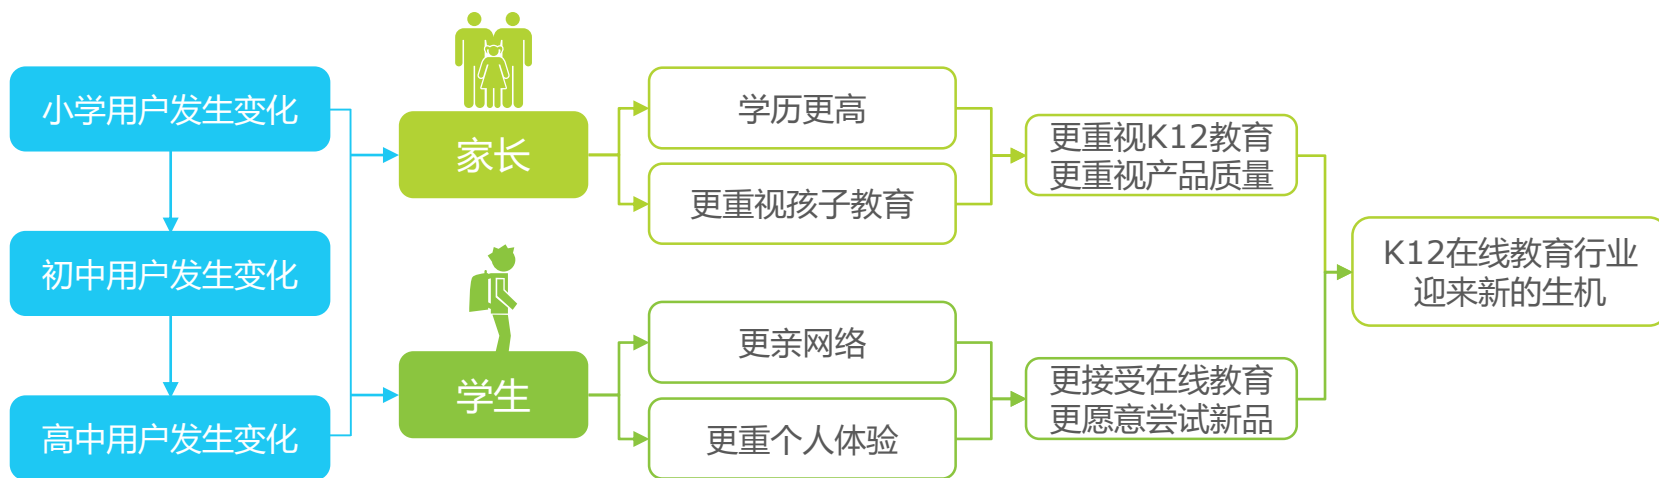 小学用户发生变化
初中用户发生变化
高中用户发生变化
家长
学生
学历更高
更重视孩子教育
更亲网络
更重个人体验
更重视K12教育
更重视产品质量
更接受在线教育
更愿意尝试新品
K12在线教育行业
迎来新的生机